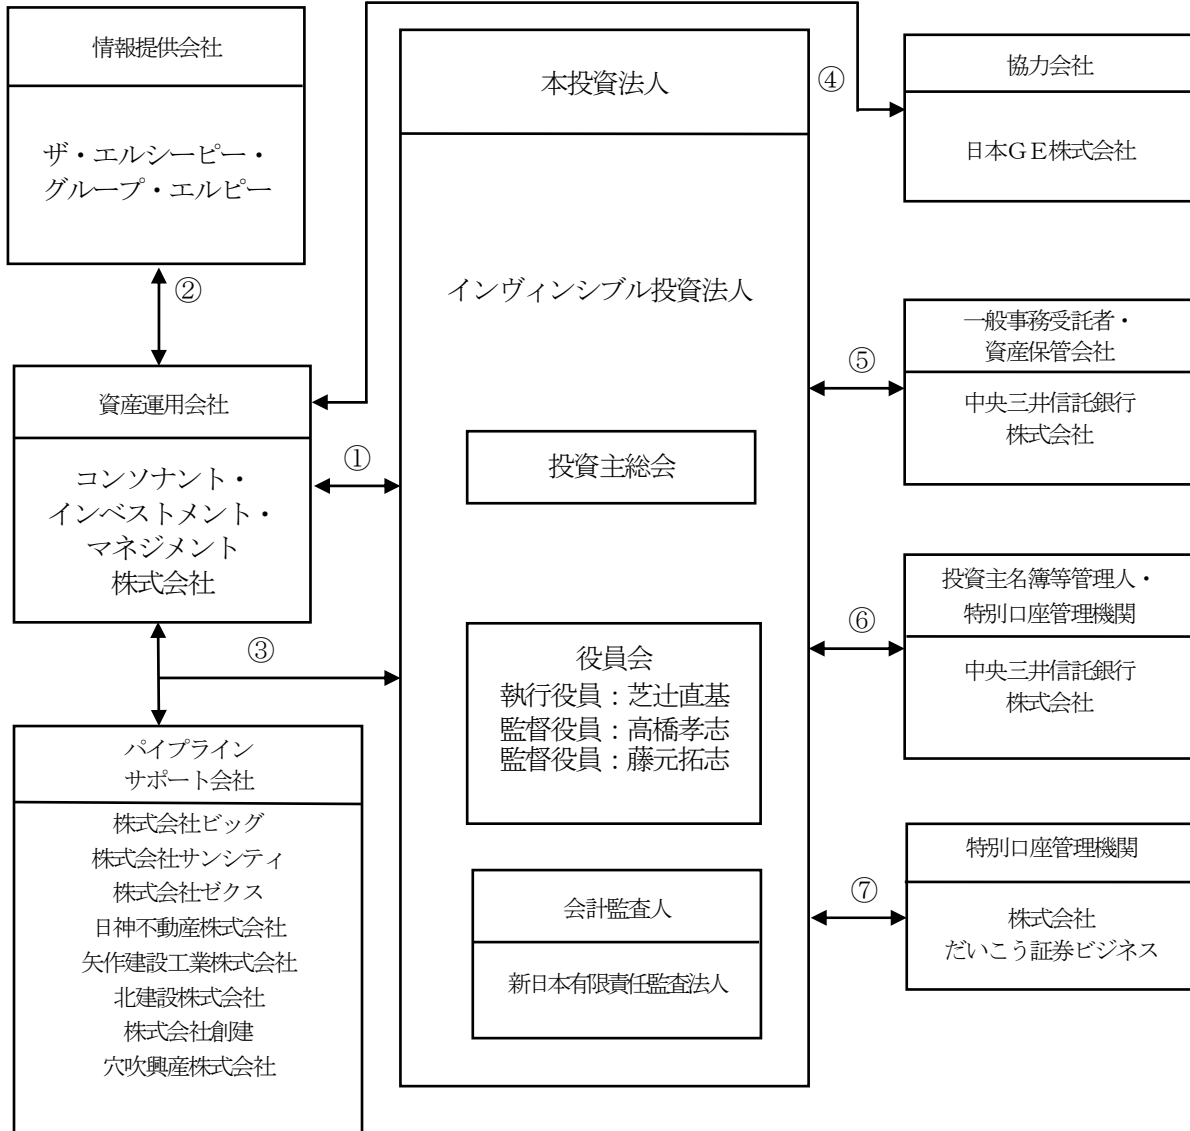 情報提供会社
ザ・エルシーピー・
グループ・エルピー
②
資産運用会社
コンソナント・
インベストメント・
マネジメント
株式会社
①
③
パイプライン
サポート会社
株式会社ビッグ
株式会社サンシティ
株式会社ゼクス
日神不動産株式会社
矢作建設工業株式会社
北建設株式会社
株式会社創建
穴吹興産株式会社
本投資法人
インヴィンシブル投資法人
投資主総会
役員会
執行役員：芝辻直基
監督役員：高橋孝志
監督役員：藤元拓志
会計監査人
新日本有限責任監査法人
④
協力会社
日本ＧＥ株式会社
⑤
一般事務受託者・
資産保管会社
中央三井信託銀行
株式会社
⑥
投資主名簿等管理人・
特別口座管理機関
中央三井信託銀行
株式会社
⑦
特別口座管理機関
株式会社
だいこう証券ビジネス